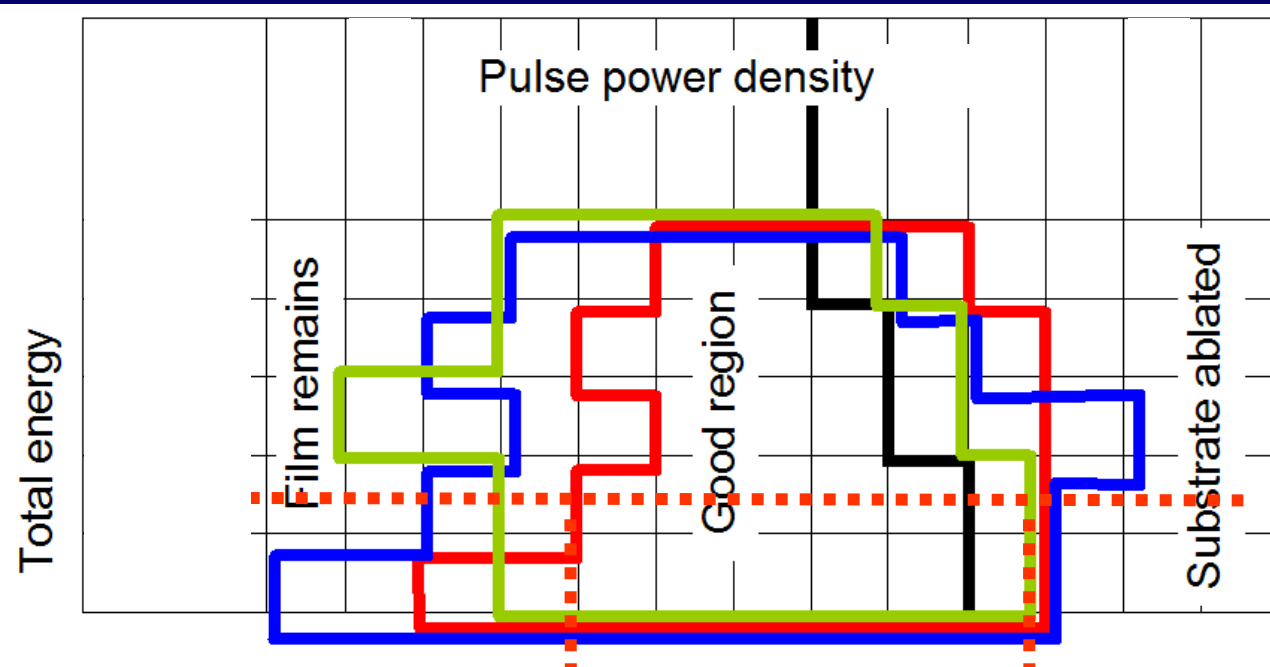 Pulse power density
Total energy
Film remains
Good region
Substrate ablated